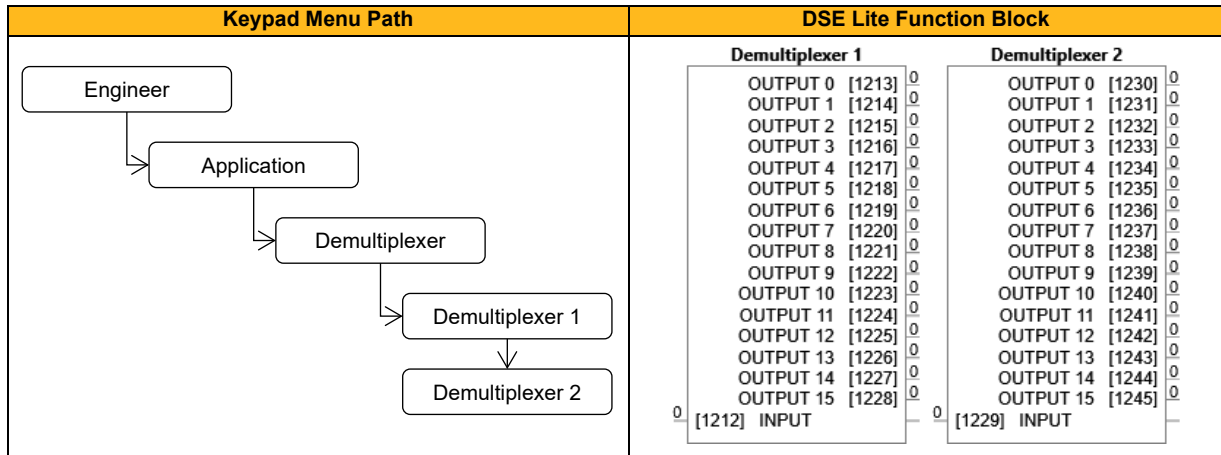 Keypad Menu Path
DSE Lite Function Block
Engineer
Application
Demultiplexer
Demultiplexer 1
Demultiplexer 2
Demultiplexer 1
OUTPUT 0 [1213] 0
OUTPUT 1 [1214] 0
OUTPUT 2 [1215] 0
OUTPUT 3 [1216] 0
OUTPUT 4 [1217] 0
OUTPUT 5 [1218] 0
OUTPUT 6 [1219] 0
OUTPUT 7 [1220] 0
OUTPUT 8 [1221] 0
OUTPUT 9 [1222] 0
OUTPUT 10 [1223] 0
OUTPUT 11 [1224] 0
OUTPUT 12 [1225] 0
OUTPUT 13 [1226] 0
OUTPUT 14 [1227] 0
OUTPUT 15 [1228] 0
0 [1212] INPUT
Demultiplexer 2
OUTPUT 0 [1230] 0
OUTPUT 1 [1231] 0
OUTPUT 2 [1232] 0
OUTPUT 3 [1233] 0
OUTPUT 4 [1234] 0
OUTPUT 5 [1235] 0
OUTPUT 6 [1236] 0
OUTPUT 7 [1237] 0
OUTPUT 8 [1238] 0
OUTPUT 9 [1239] 0
OUTPUT 10 [1240] 0
OUTPUT 11 [1241] 0
OUTPUT 12 [1242] 0
OUTPUT 13 [1243] 0
OUTPUT 14 [1244] 0
OUTPUT 15 [1245] 0
0 [1229] INPUT